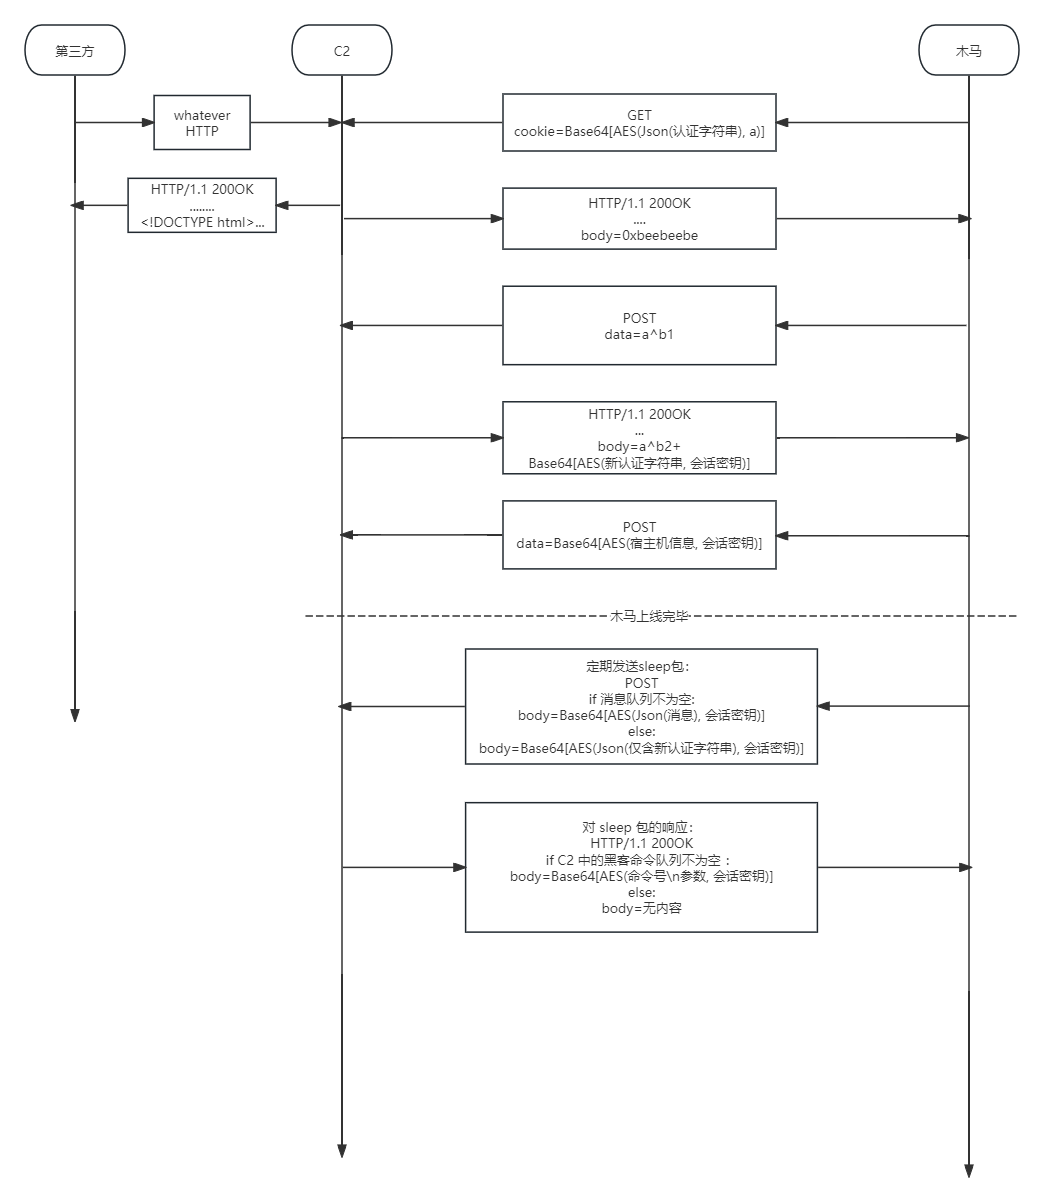 第三方
C2
木马
whatever
HTTP
GET
cookie=Base64[AES(Json(认证字符串), a)]
HTTP/1.1 200OK
........
<!DOCTYPE html>...
HTTP/1.1 200OK
....
body=0xbeebeebe
POST
data=a^b1
HTTP/1.1 200OK
...
body=a^b2+
Base64[AES(新认证字符串, 会话密钥)]
POST
data=Base64[AES(宿主机信息, 会话密钥)]
木马上线完毕
定期发送sleep包：
POST
if 消息队列不为空:
body=Base64[AES(Json(消息), 会话密钥)]
else:
body=Base64[AES(Json(仅含新认证字符串), 会话密钥)]
对 sleep 包的响应：
HTTP/1.1 200OK
if C2 中的黑客命令队列不为空：
body=Base64[AES(命令号\n参数, 会话密钥)]
else:
body=无内容